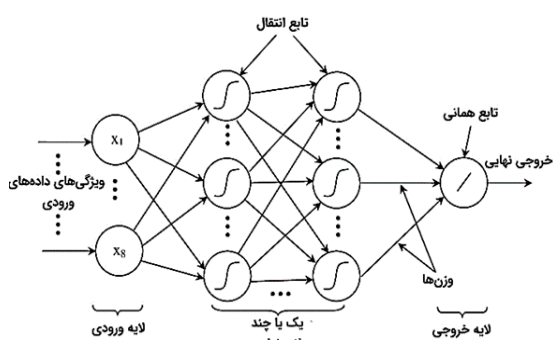 تابع انتقال
تابع همانی
خروجی نهایی
X1
ویژگی‌های داده‌های
ورودی
X8
وزن‌ها
لایه ورودی
یک یا چند
لایه خروجی